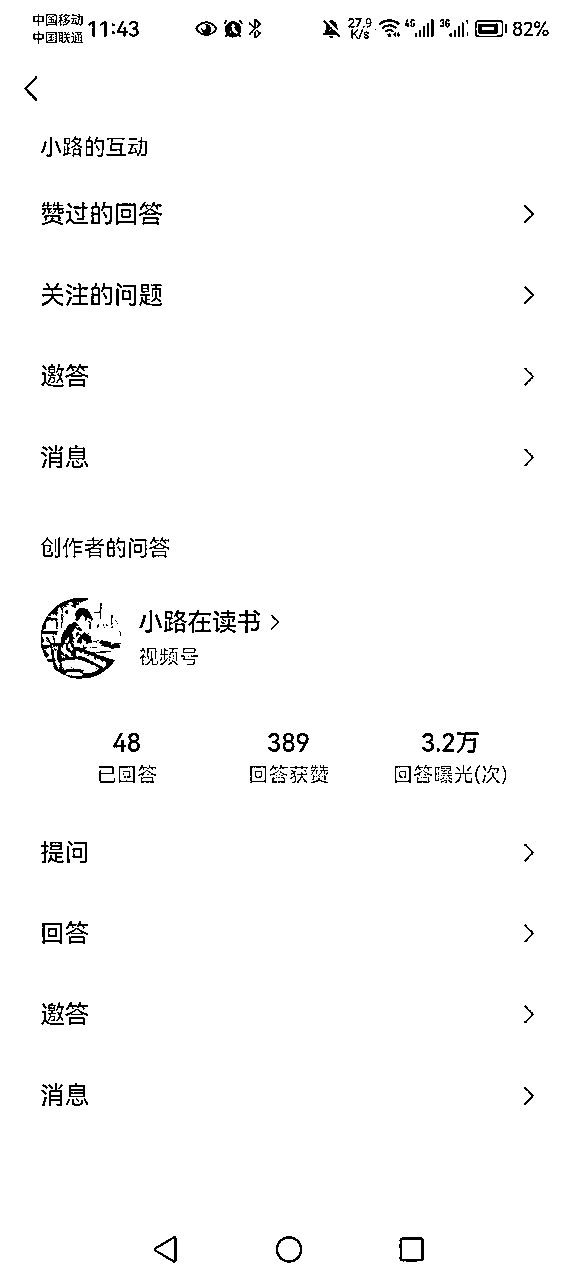 中国移动
中国联通
11:43
27.9
K/s
4G
3G
82%
小路的互动
赞过的回答
关注的问题
邀答
消息
创作者的问答
小路在读书
视频号
48 389 3.2万
已回答 回答获赞 回答曝光(次)
提问
回答
邀答
消息